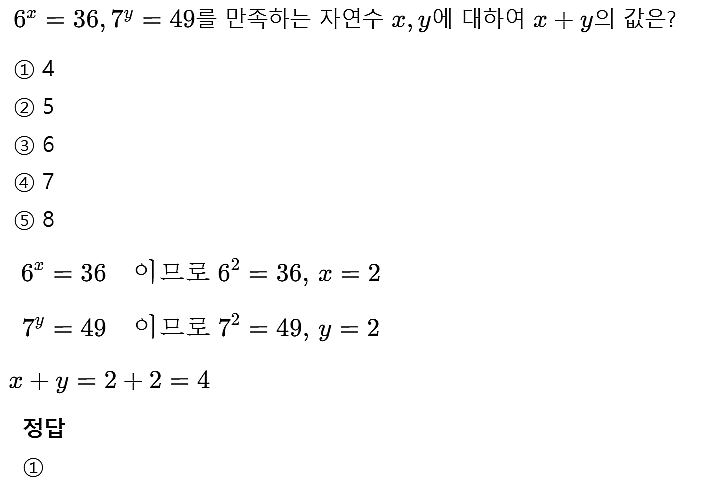 6^x = 36, 7^y = 49를 만족하는 자연수 x, y에 대하여 x + y의 값은?
① 4
② 5
③ 6
④ 7
⑤ 8
6^x = 36 이므로 6^2 = 36, x = 2
7^y = 49 이므로 7^2 = 49, y = 2
x + y = 2 + 2 = 4
정답
①